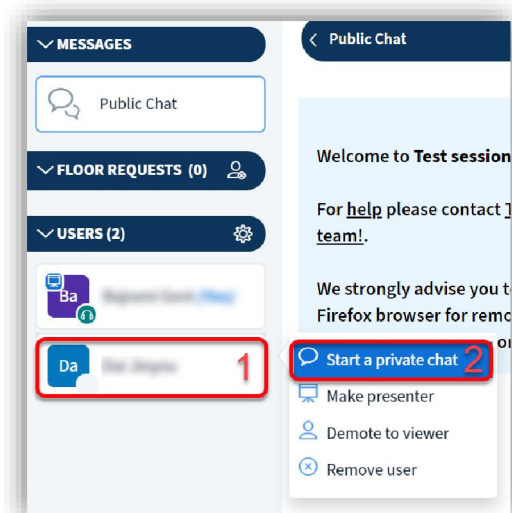 MESSAGES
Public Chat
FLOOR REQUESTS (0)
USERS (2)
Ba
Da
1
Public Chat
Welcome to Test session
For help please contact
team!.
We strongly advise you t
Firefox browser for remo
Start a private chat 2
Make presenter
Demote to viewer
Remove user